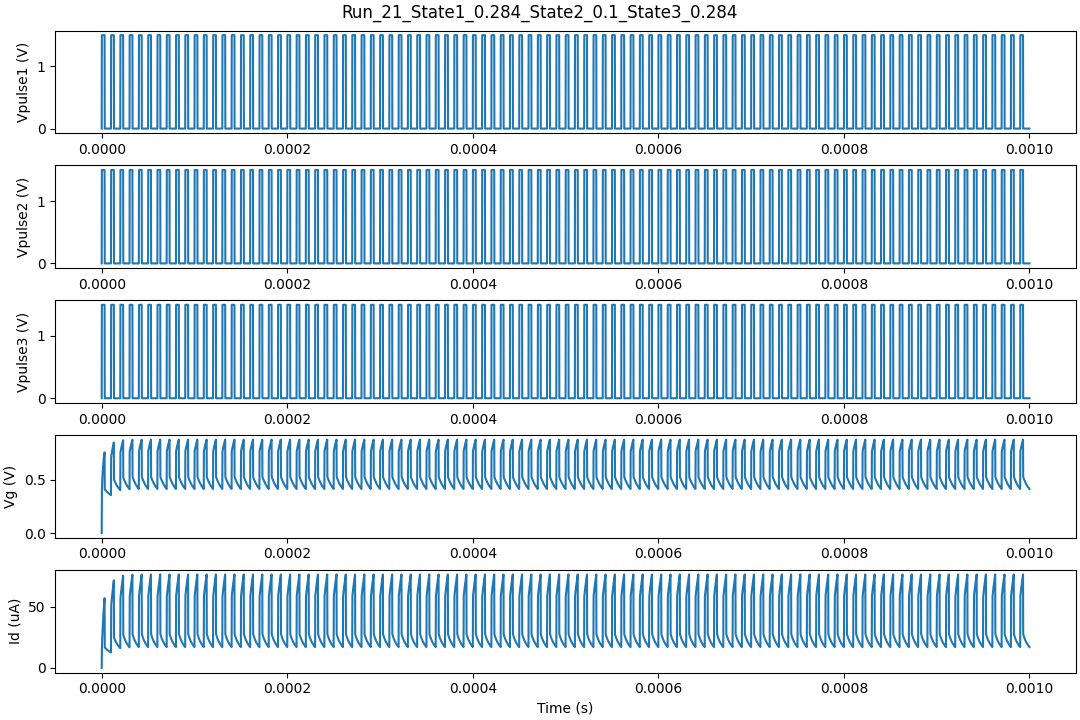 Run_21_State1_0.284_State2_0.1_State3_0.284
Vpulse1 (V)
1
0
0.0000 0.0002 0.0004 0.0006 0.0008 0.0010
Vpulse2 (V)
1
0
0.0000 0.0002 0.0004 0.0006 0.0008 0.0010
Vpulse3 (V)
1
0
0.0000 0.0002 0.0004 0.0006 0.0008 0.0010
Vg (V)
0.5
0.0
0.0000 0.0002 0.0004 0.0006 0.0008 0.0010
Id (uA)
50
0
0.0000 0.0002 0.0004 0.0006 0.0008 0.0010
Time (s)